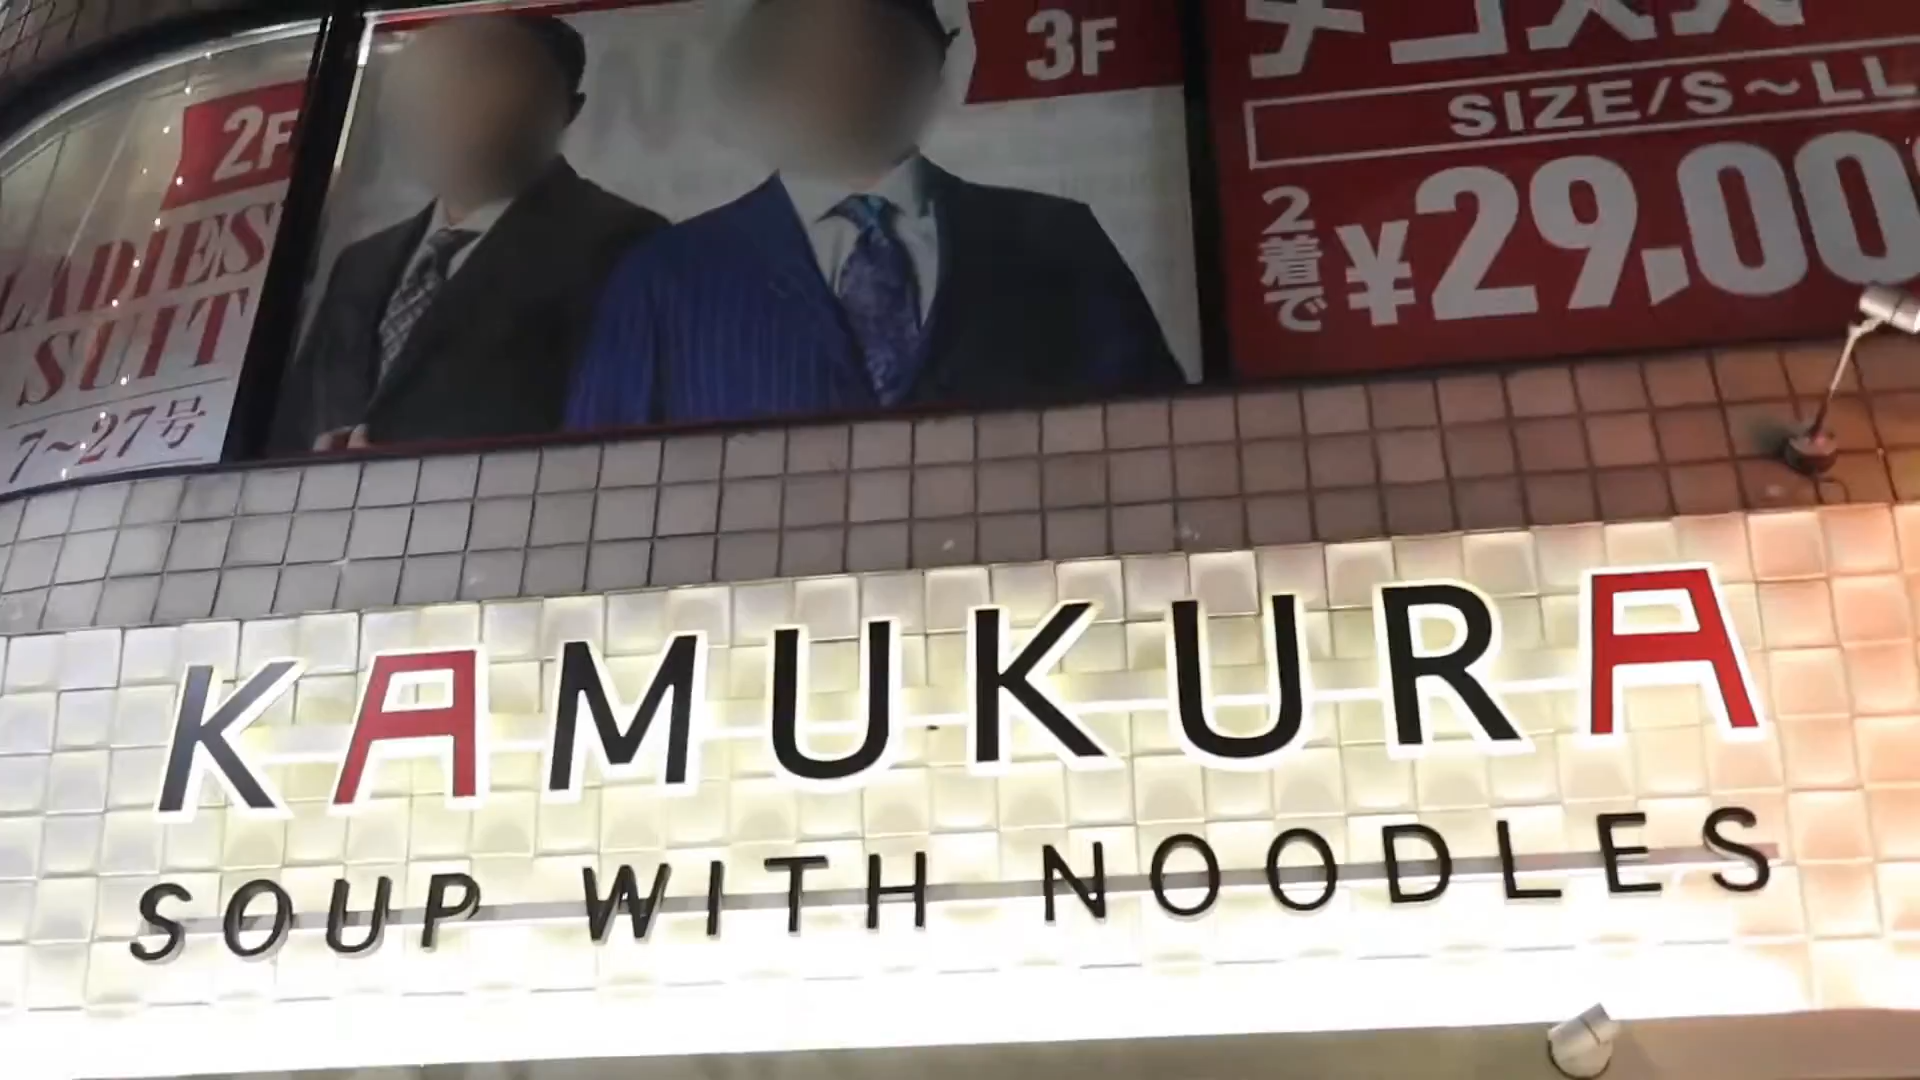 2F
LADIES'
SUIT
7~27号
3F
SIZE/S~LL
2着で
¥29,00
KAMUKURA
SOUP WITH NOODLES